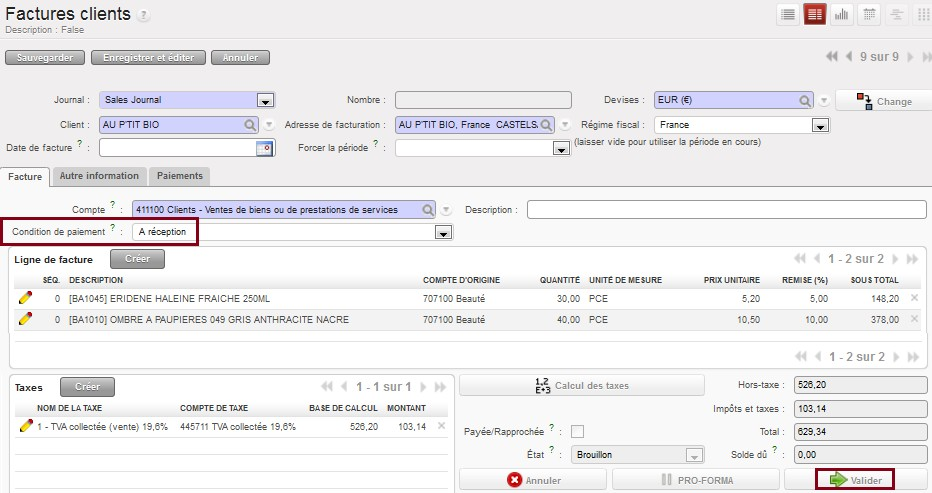 Factures clients ?
Description : False
Sauvegarder Enregistrer et éditer Annuler 9 sur 9
Journal : Sales Journal Nombre : Devises : EUR (€) Change
Client : AU P'TIT BIO Adresse de facturation : AU P'TIT BIO, France CASTELS. Régime fiscal : France
Date de facture ? : Forcer la période ? : (laisser vide pour utiliser la période en cours)
Facture Autre information Paiements
Compte ? : 411100 Clients - Ventes de biens ou de prestations de services Description :
Condition de paiement ? : A réception
Ligne de facture Créer 1 - 2 sur 2
SÉQ. DESCRIPTION COMPTE D'ORIGINE QUANTITÉ UNITÉ DE MESURE PRIX UNITAIRE REMISE (%) SOUS TOTAL
0 [BA1045] ERIDENE HALEINE FRAICHE 250ML 707100 Beauté 30,00 PCE 5,20 5,00 148,20
0 [BA1010] OMBRE A PAUPIERES 049 GRIS ANTHRACITE NACRE 707100 Beauté 40,00 PCE 10,50 10,00 378,00
1 - 2 sur 2
Taxes Créer 1 - 1 sur 1 1,2 E+3 Calcul des taxes Hors-taxe : 526,20
NOM DE LA TAXE COMPTE DE TAXE BASE DE CALCUL MONTANT Impôts et taxes : 103,14
1 - TVA collectée (vente) 19,6% 445711 TVA collectée 19,6% 526,20 103,14 Payée/Rapprochée ? : Total : 629,34
État ? : Brouillon Solde dû ? : 0,00
Annuler PRO-FORMA Valider